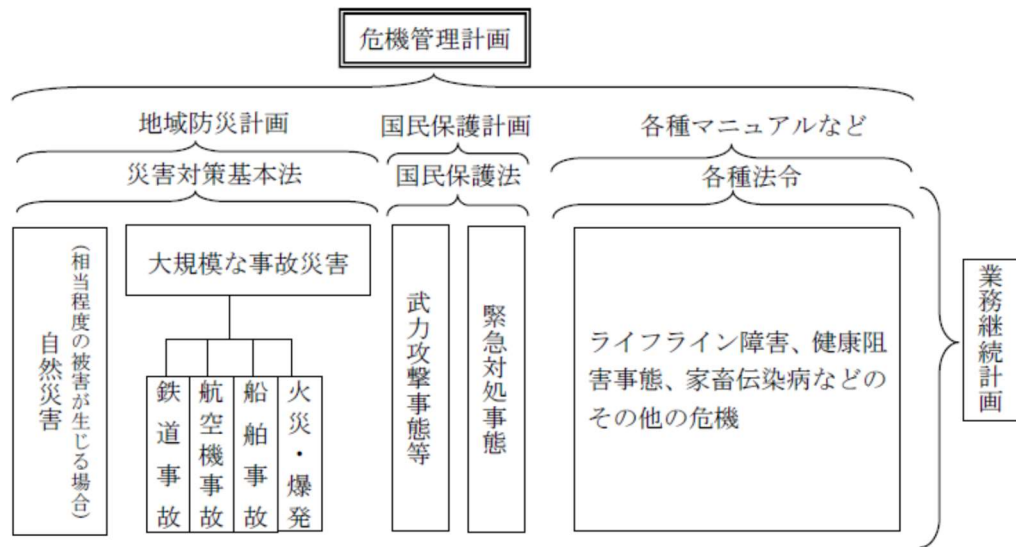 危機管理計画
地域防災計画
国民保護計画
各種マニュアルなど
災害対策基本法
国民保護法
各種法令
自然災害
(相当程度の被害が生じる場合)
大規模な事故災害
鉄道事故
航空機事故
船舶事故
火災・爆発
武力攻撃事態等
緊急対処事態
ライフライン障害、健康阻
害事態、家畜伝染病などの
その他の危機
業務継続計画